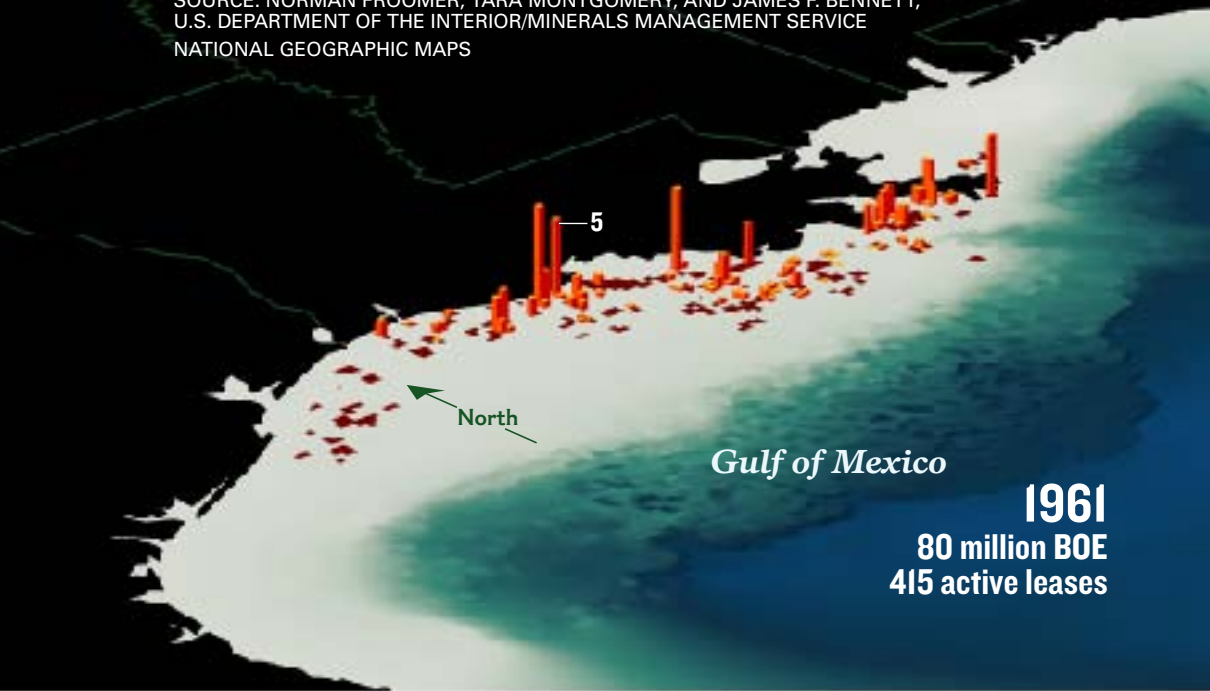 SOURCE: NORMAN FROOMER, TARA MONTGOMERY, AND JAMES F. BENNETT,
U.S. DEPARTMENT OF THE INTERIOR/MINERALS MANAGEMENT SERVICE
NATIONAL GEOGRAPHIC MAPS
5
North
Gulf of Mexico
1961
80 million BOE
415 active leases